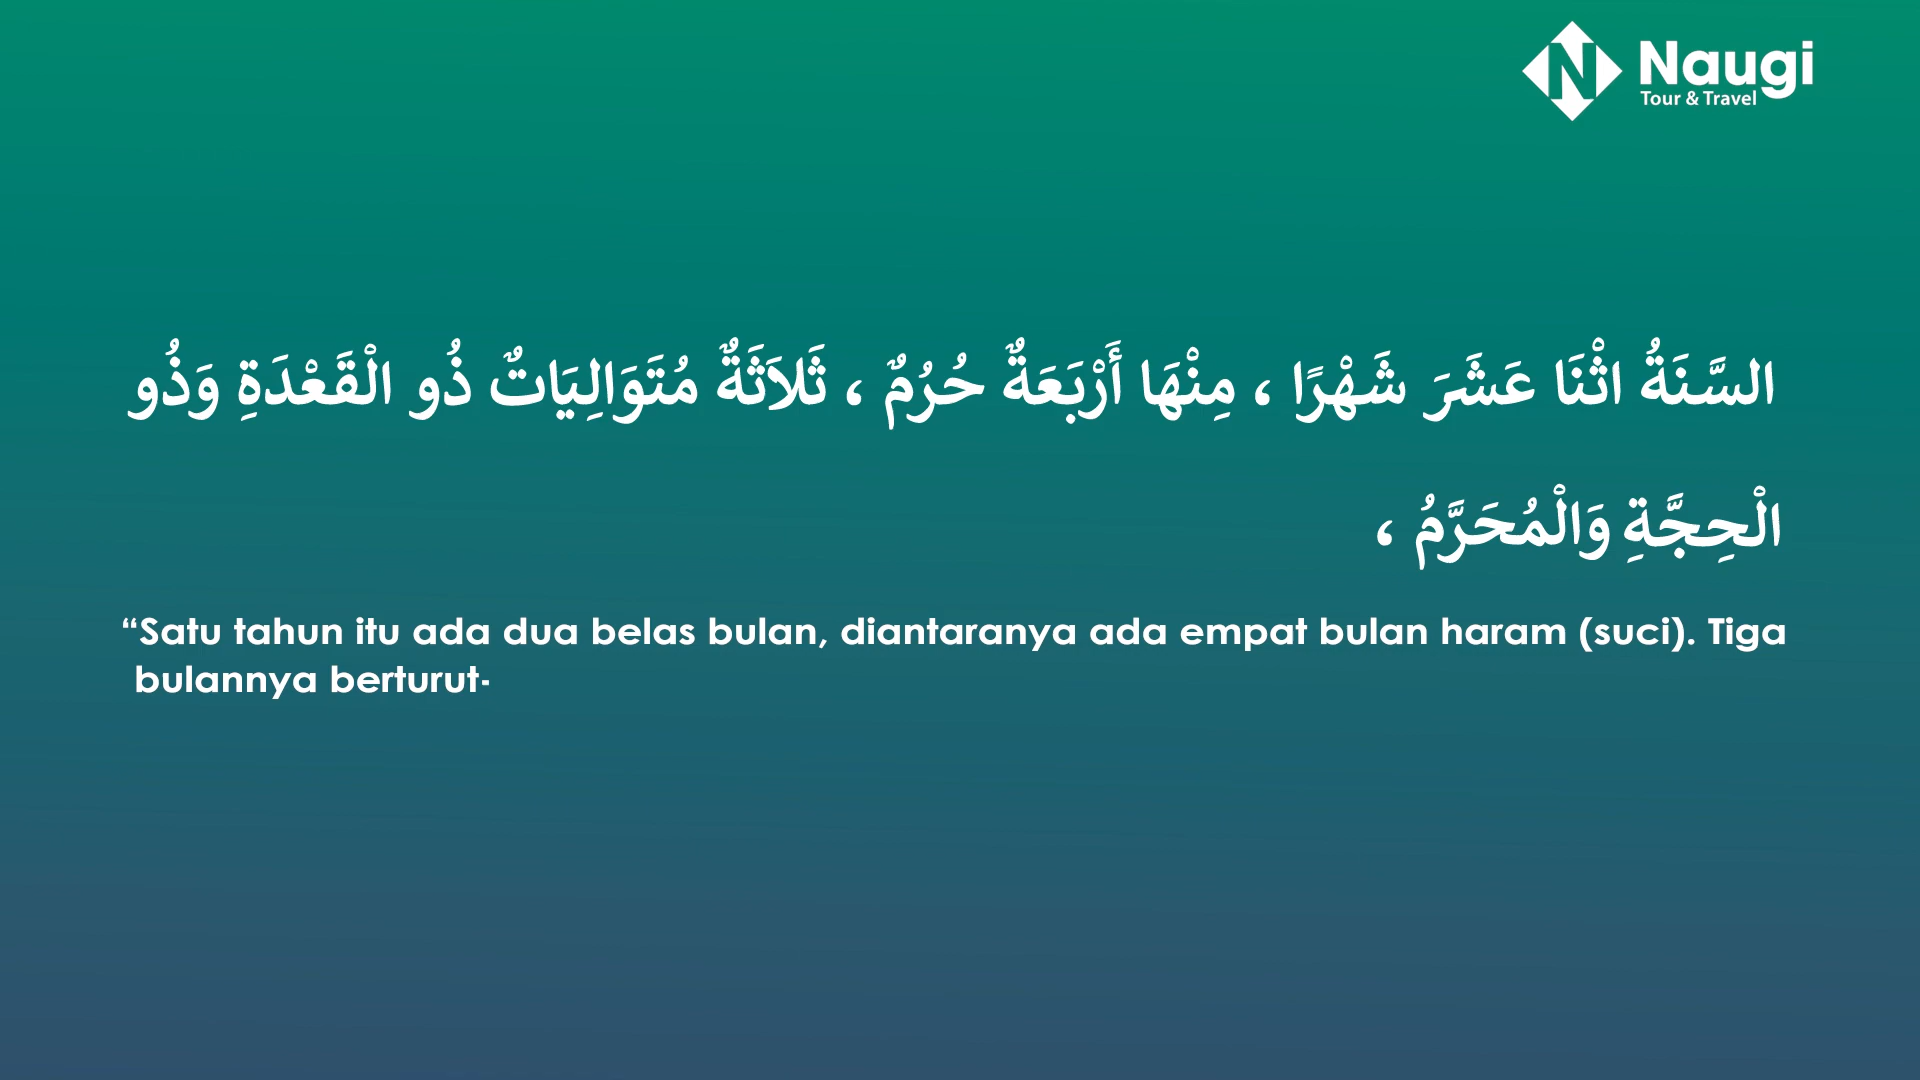 Naugi
Tour & Travel
السَّنَةُ اثْنَا عَشَرَ شَهْرًا ، مِنْهَا أَرْبَعَةٌ حُرُمٌ ، ثَلاَثَةٌ مُتَوَالِيَاتٌ ذُو الْقَعْدَةِ وَذُو
الْحِجَّةِ وَالْمُحَرَّمُ ،
“Satu tahun itu ada dua belas bulan, diantaranya ada empat bulan haram (suci). Tiga
bulannya berturut-